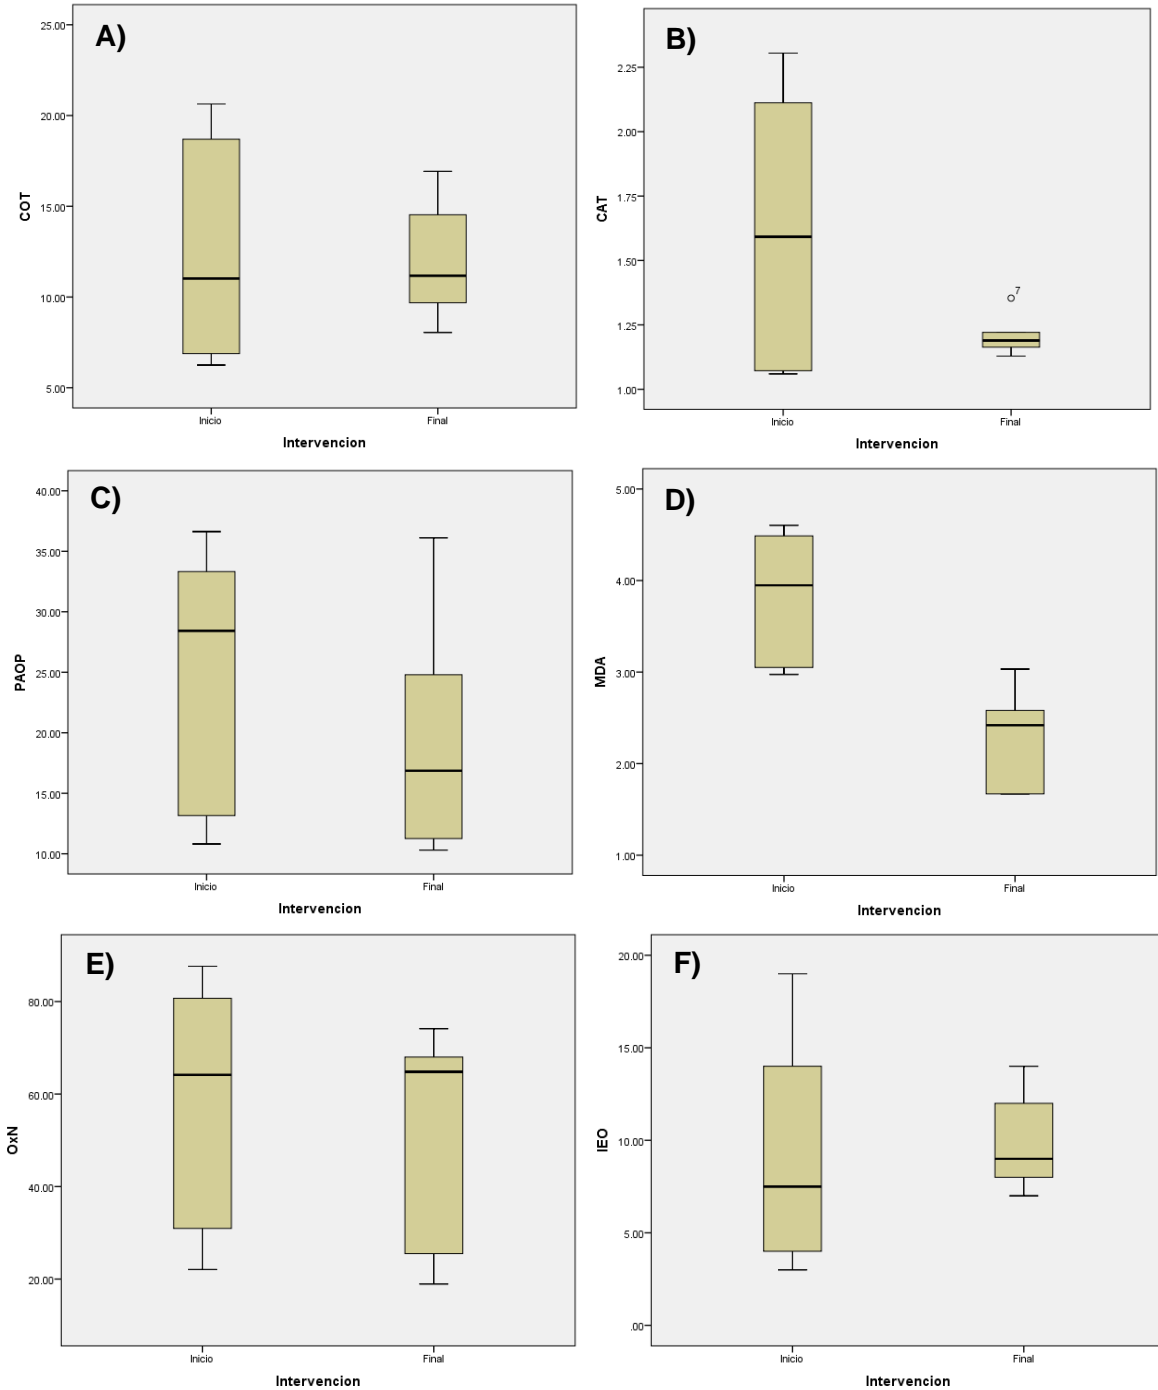 A)
25.00
20.00
15.00
10.00
5.00
COT
Inicio
Final
Intervencion
B)
2.25
2.00
1.75
1.50
1.25
1.00
CAT
7
Inicio
Final
Intervencion
C)
40.00
35.00
30.00
25.00
20.00
15.00
10.00
PAOP
Inicio
Final
Intervencion
D)
5.00
4.00
3.00
2.00
1.00
MDA
Inicio
Final
Intervencion
E)
80.00
60.00
40.00
20.00
OxN
Inicio
Final
Intervencion
F)
20.00
15.00
10.00
5.00
.00
IEO
Inicio
Final
Intervencion